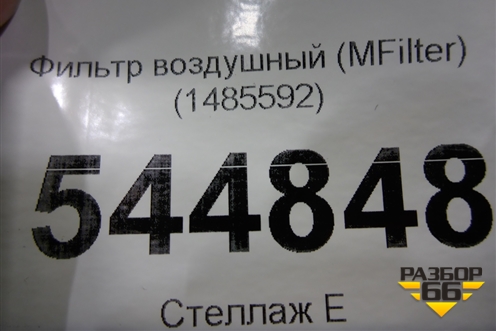 Фильтр воздушный (MFilter)
(1485592)
544848
Стеллаж Е
РАЗБОР
66